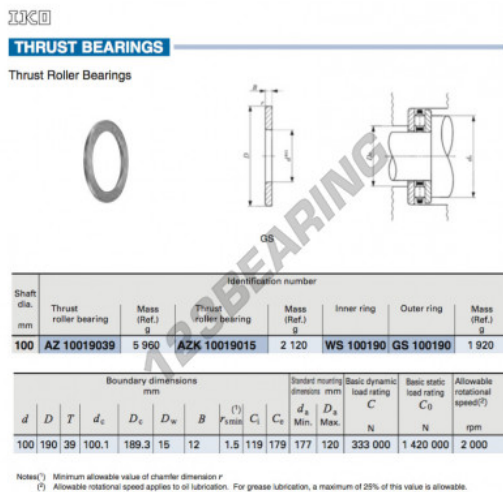 IKO
THRUST BEARINGS
Thrust Roller Bearings
B
r
D
GS
123BEARING
Identification number
Shaft dia. mm Thrust roller bearing Mass (Ref.) g Thrust roller bearing Mass (Ref.) g Inner ring Outer ring Mass (Ref.) g
100 AZ 10019039 5 960 AZK 10019015 2 120 WS 100190 GS 100190 1 920
Boundary dimensions mm Standard mounting dimensions mm Basic dynamic load rating C N Basic static load rating C₀ N Allowable rotational speed(²) rpm
d D T dc Dc Dw B rsmin(¹) Ci Ce da Min. Da Max.
100 190 39 100.1 189.3 15 12 1.5 119 179 177 120 333 000 1 420 000 2 000
Notes(¹) Minimum allowable value of chamfer dimension r
(²) Allowable rotational speed applies to oil lubrication. For grease lubrication, a maximum of 25% of this value is allowable.